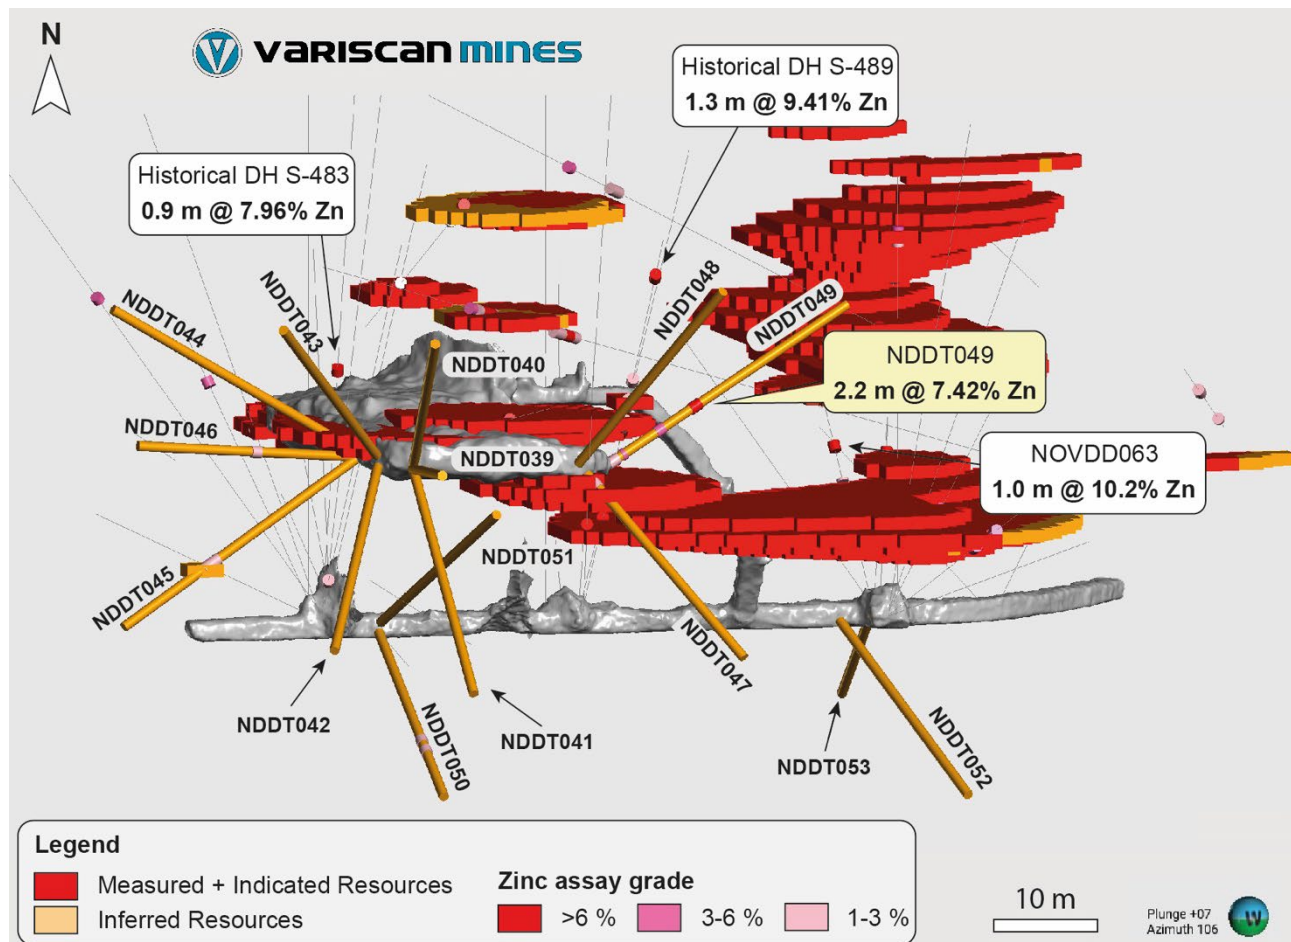 N
VARISCAN MINES
Historical DH S-489
1.3 m @ 9.41% Zn
Historical DH S-483
0.9 m @ 7.96% Zn
NDDT044
NDDT043
NDDT048
NDDT049
NDDT040
NDDT049
2.2 m @ 7.42% Zn
NDDT046
NDDT039
NOVDD063
1.0 m @ 10.2% Zn
NDDT051
NDDT045
NDDT047
NDDT042
NDDT050
NDDT041
NDDT053
NDDT052
Legend
Measured + Indicated Resources
Inferred Resources
Zinc assay grade
>6 %
3-6 %
1-3 %
10 m
Plunge +07
Azimuth 106